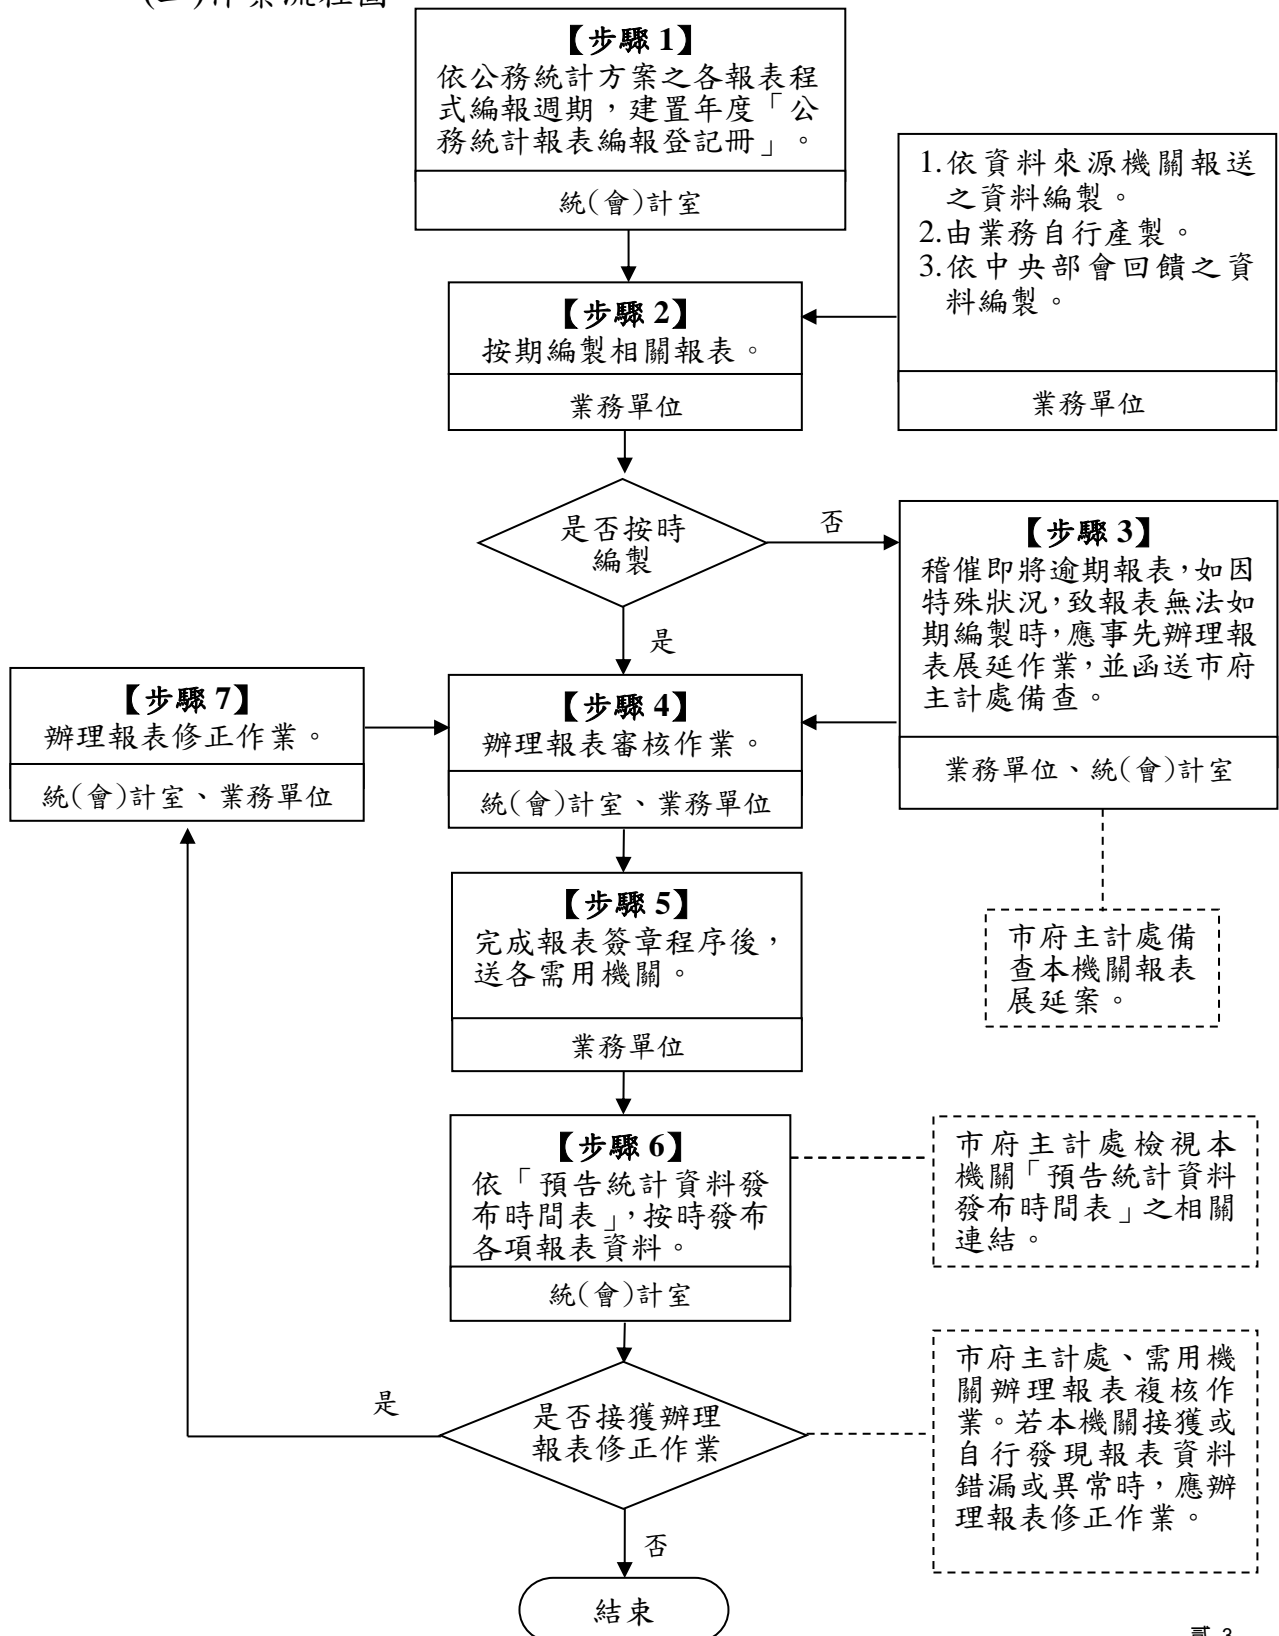 (二)作業流程圖
【步驟 1】
依公務統計方案之各報表程
式編報週期，建置年度「公
務統計報表編報登記冊」。
統(會)計室
1.依資料來源機關報送
之資料編製。
2.由業務自行產製。
3.依中央部會回饋之資
料編製。
業務單位
【步驟 2】
按期編製相關報表。
業務單位
是否按時
編製
否
是
【步驟 3】
稽催即將逾期報表，如因
特殊狀況，致報表無法如
期編製時，應事先辦理報
表展延作業，並函送市府
主計處備查。
業務單位、統(會)計室
【步驟 7】
辦理報表修正作業。
統(會)計室、業務單位
【步驟 4】
辦理報表審核作業。
統(會)計室、業務單位
【步驟 5】
完成報表簽章程序後，
送各需用機關。
業務單位
市府主計處備
查本機關報表
展延案。
【步驟 6】
依「預告統計資料發
布時間表」，按時發布
各項報表資料。
統(會)計室
市府主計處檢視本
機關「預告統計資料
發布時間表」之相關
連結。
是否接獲辦理
報表修正作業
是
否
市府主計處、需用機
關辦理報表複核作
業。若本機關接獲或
自行發現報表資料
錯漏或異常時，應辦
理報表修正作業。
結束
貳 3